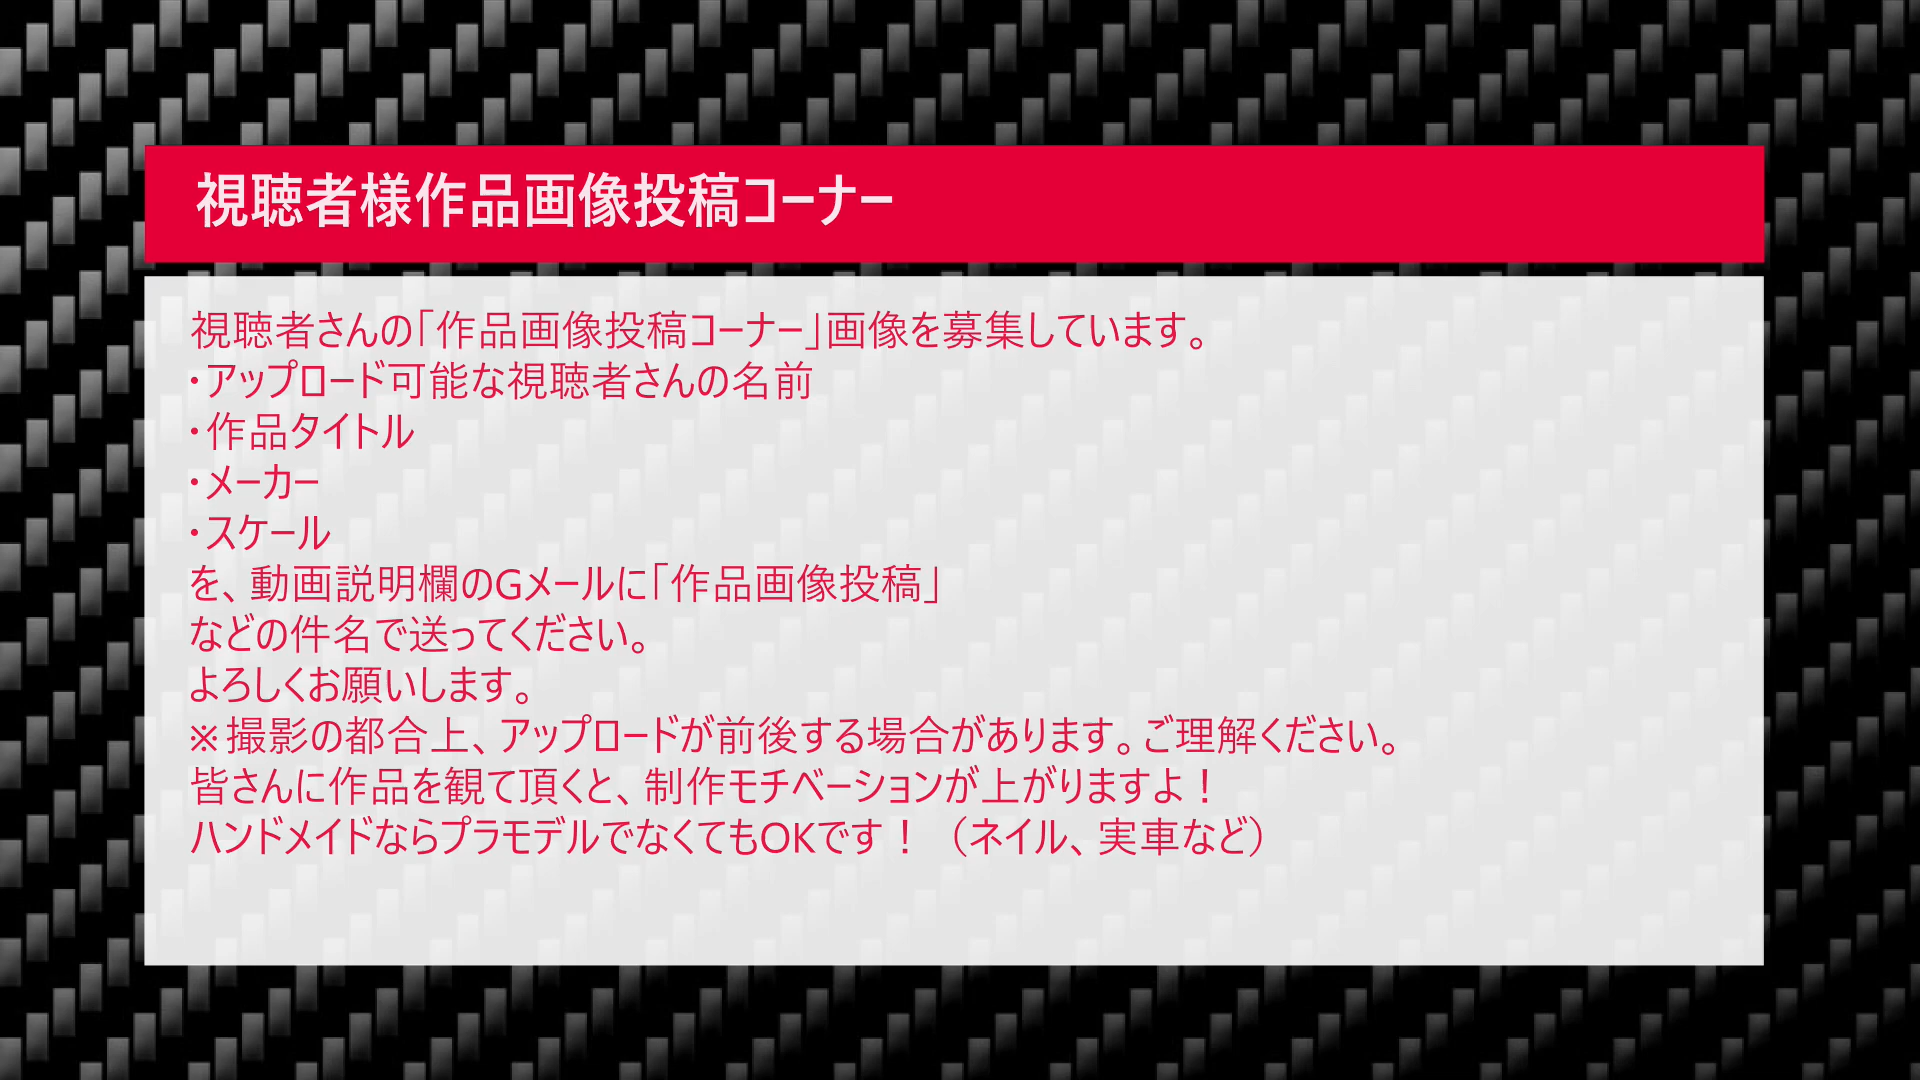 視聴者様作品画像投稿コーナー
視聴者さんの「作品画像投稿コーナー」画像を募集しています。
・アップロード可能な視聴者さんの名前
・作品タイトル
・メーカー
・スケール
を、動画説明欄のGメールに「作品画像投稿」
などの件名で送ってください。
よろしくお願いします。
※撮影の都合上、アップロードが前後する場合があります。ご理解ください。
皆さんに作品を観て頂くと、制作モチベーションが上がりますよ！
ハンドメイドならプラモデルでなくてもOKです！　（ネイル、実車など）